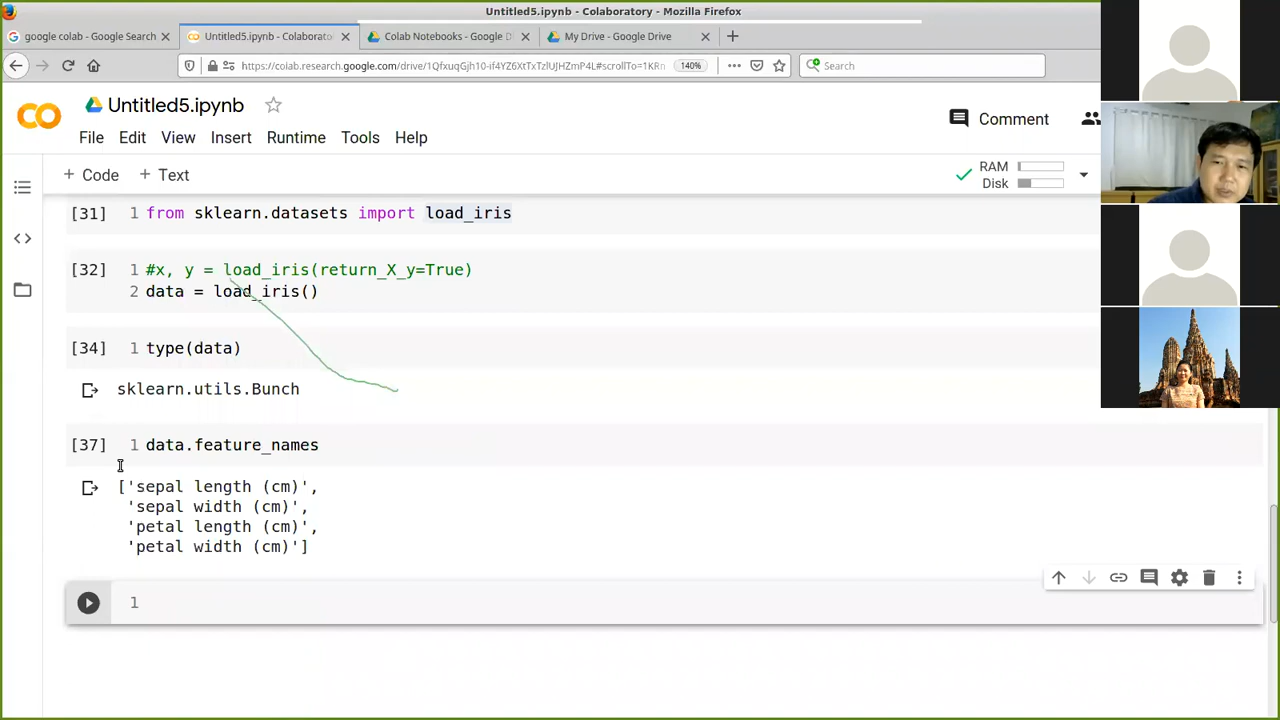 Untitled5.ipynb - Colaboratory - Mozilla Firefox
google colab - Google Search
Untitled5.ipynb - Colaborato
Colab Notebooks - Google D
My Drive - Google Drive
https://colab.research.google.com/drive/1QfxuqGjh10-if4YZ6XtTxTzlUJHZmP4L#scrollTo=1KRn
140%
Search
Untitled5.ipynb
File Edit View Insert Runtime Tools Help
Comment
+ Code + Text
RAM
Disk
[31] 1 from sklearn.datasets import load_iris
[32] 1 #x, y = load_iris(return_X_y=True)
2 data = load_iris()
[34] 1 type(data)
sklearn.utils.Bunch
[37] 1 data.feature_names
['sepal length (cm)',
'sepal width (cm)',
'petal length (cm)',
'petal width (cm)']
1